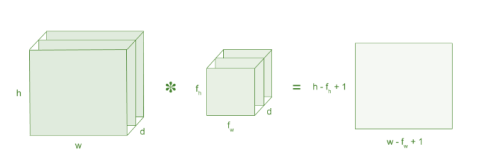 h
w
d
*
f_h
f_w
d
=
h - f_h + 1
w - f_w + 1